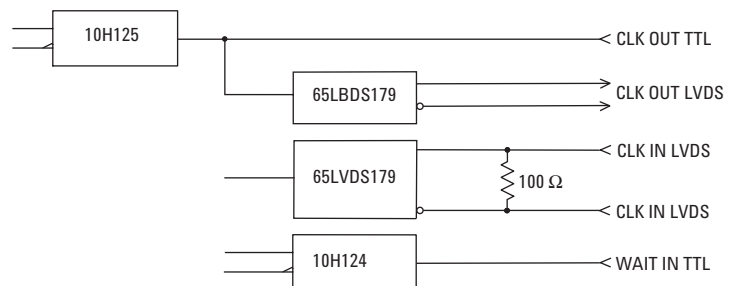 10H125
CLK OUT TTL
65LBDS179
CLK OUT LVDS
65LVDS179
CLK IN LVDS
100 Ω
CLK IN LVDS
10H124
WAIT IN TTL